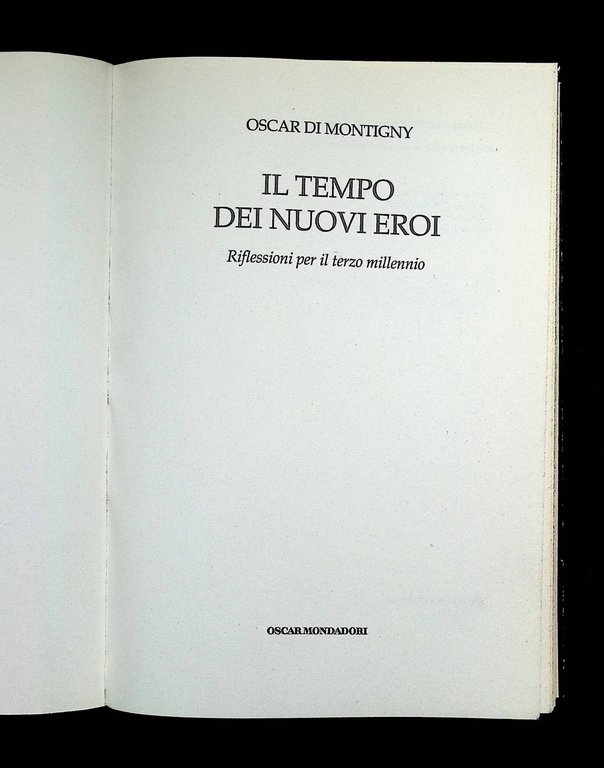 OSCAR DI MONTIGNY
IL TEMPO
DEI NUOVI EROI
Riflessioni per il terzo millennio
OSCAR MONDADORI